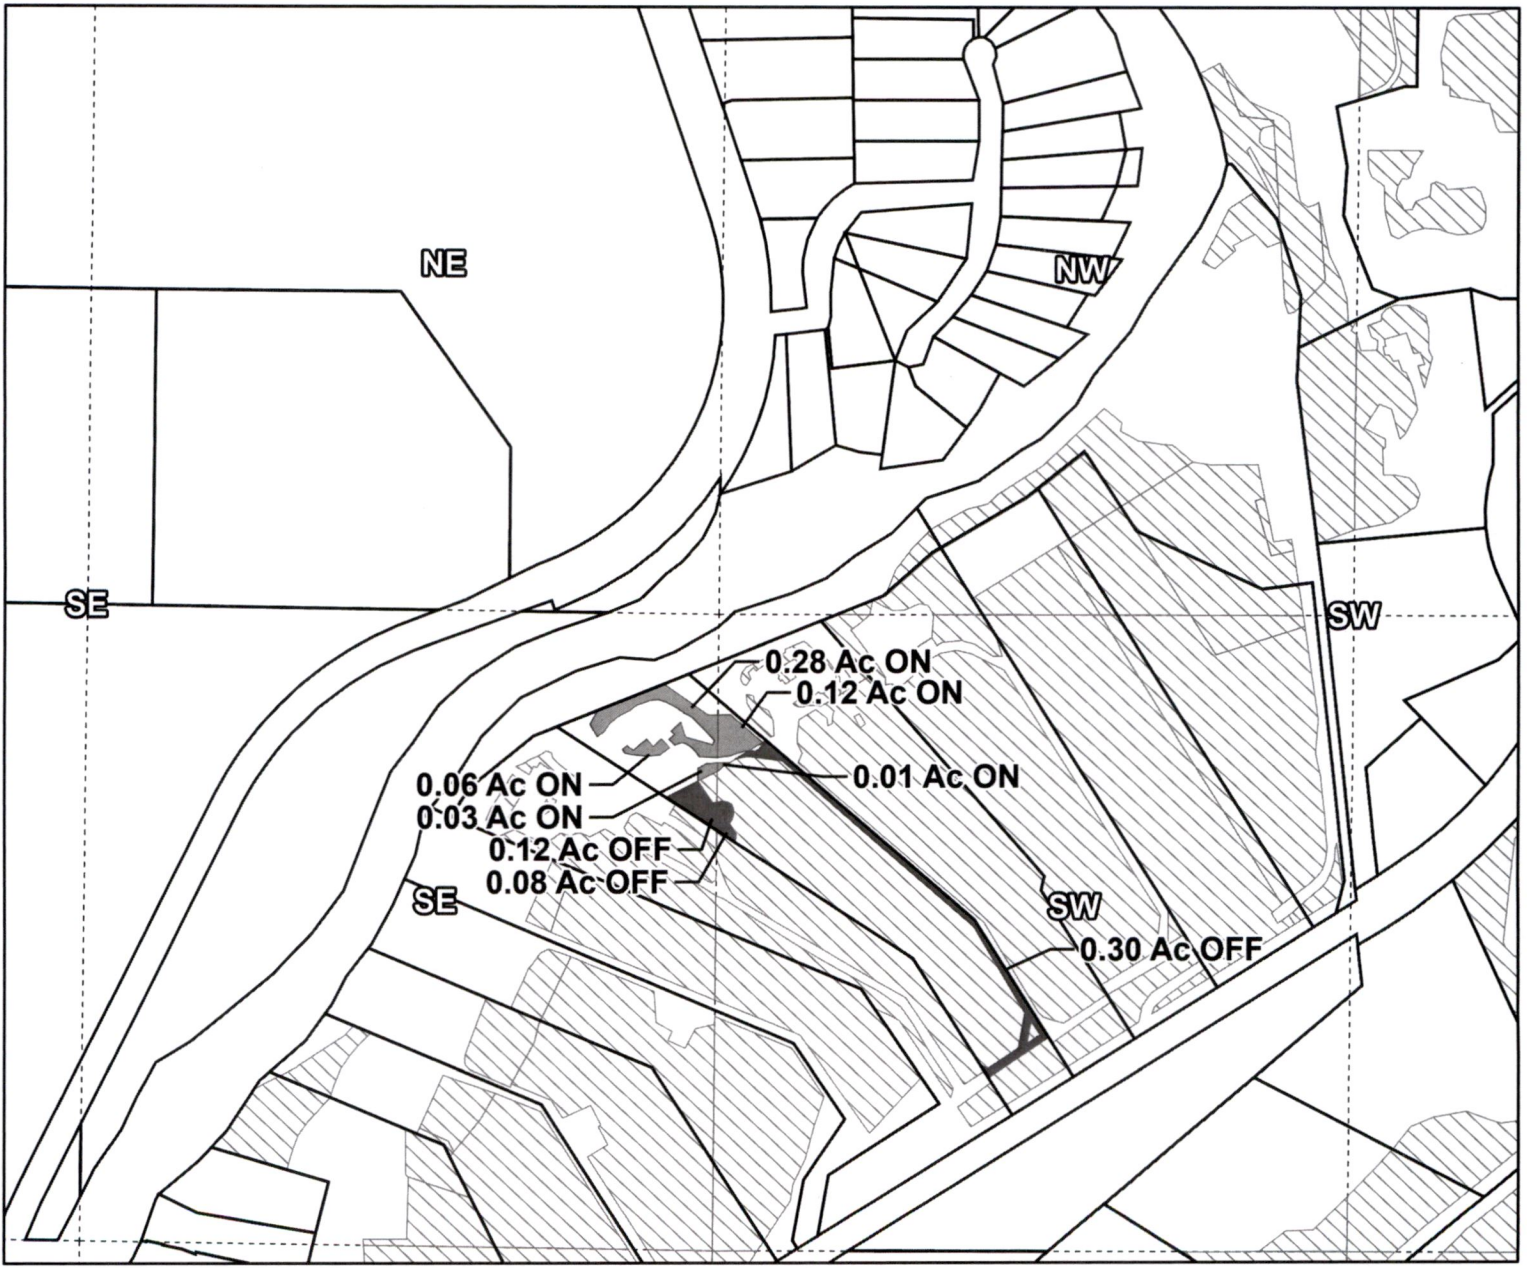 NE
NW
SE
SW
0.28 Ac ON
0.12 Ac ON
0.06 Ac ON
0.01 Ac ON
0.03 Ac ON
0.12 Ac OFF
0.08 Ac OFF
SE
SW
0.30 Ac OFF